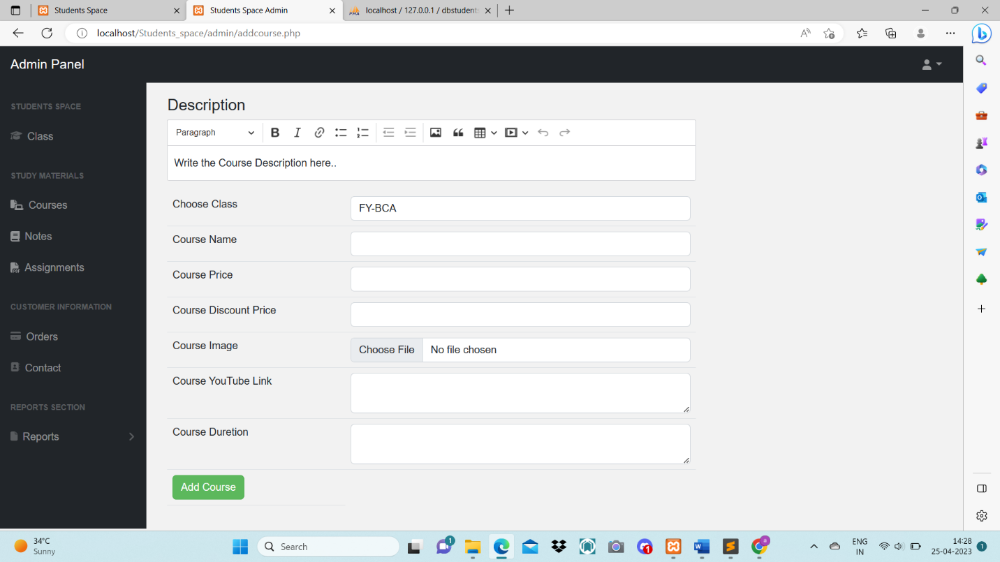 Students Space
Students Space Admin
localhost / 127.0.0.1 / dbstudent
localhost/Students_space/admin/addcourse.php
Admin Panel
STUDENTS SPACE
Class
STUDY MATERIALS
Courses
Notes
Assignments
CUSTOMER INFORMATION
Orders
Contact
REPORTS SECTION
Reports
Description
Paragraph
Write the Course Description here..
Choose Class FY-BCA
Course Name
Course Price
Course Discount Price
Course Image Choose File No file chosen
Course YouTube Link
Course Duretion
Add Course
34°C
Sunny
Search
1
1
a
ENG
IN
14:28
25-04-2023
1